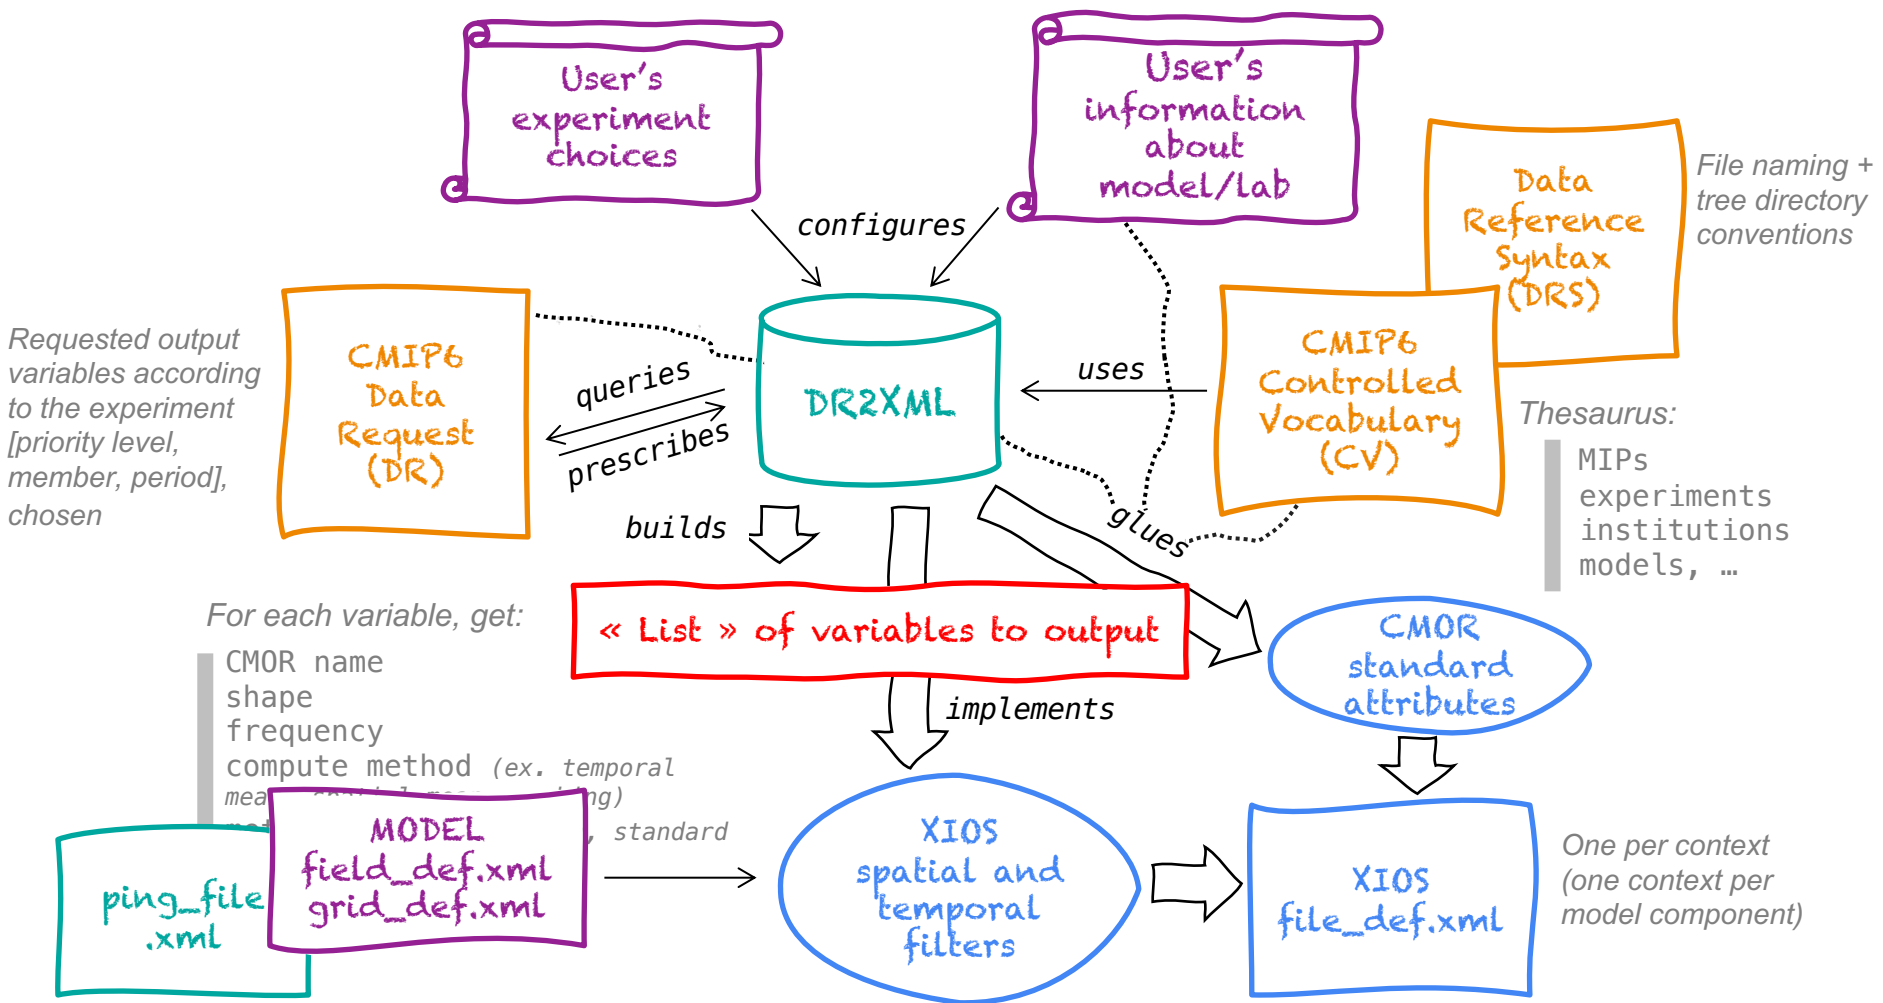 User's
experiment
choices
User's
information
about
model/lab
configures
Data
Reference
Syntax
(DRS)
File naming +
tree directory
conventions
Requested output
variables according
to the experiment
[priority level,
member, period],
chosen
CMIP6
Data
Request
(DR)
queries
prescribes
DR2XML
uses
CMIP6
Controlled
Vocabulary
(CV)
Thesaurus:
MIPs
experiments
institutions
models, …
builds
glues
« List » of variables to output
For each variable, get:
CMOR name
shape
frequency
compute method (ex. temporal
, standard
implements
CMOR
standard
attributes
ping_file
.xml
MODEL
field_def.xml
grid_def.xml
XIOS
spatial and
temporal
filters
XIOS
file_def.xml
One per context
(one context per
model component)